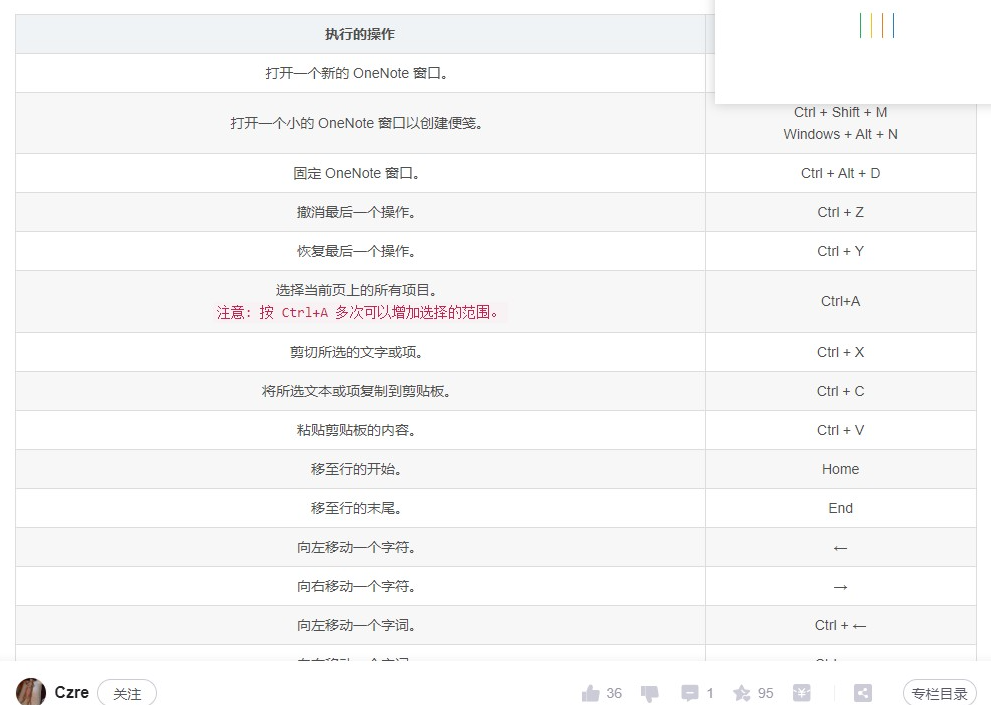 执行的操作
打开一个新的 OneNote 窗口。
打开一个小的 OneNote 窗口以创建便笺。
Ctrl + Shift + M
Windows + Alt + N
固定 OneNote 窗口。
Ctrl + Alt + D
撤消最后一个操作。
Ctrl + Z
恢复最后一个操作。
Ctrl + Y
选择当前页上的所有项目。
注意: 按 Ctrl+A 多次可以增加选择的范围。
Ctrl+A
剪切所选的文字或项。
Ctrl + X
将所选文本或项复制到剪贴板。
Ctrl + C
粘贴剪贴板的内容。
Ctrl + V
移至行的开始。
Home
移至行的末尾。
End
向左移动一个字符。
←
向右移动一个字符。
→
向左移动一个字词。
Ctrl + ←
Czre
关注
36
1
95
专栏目录